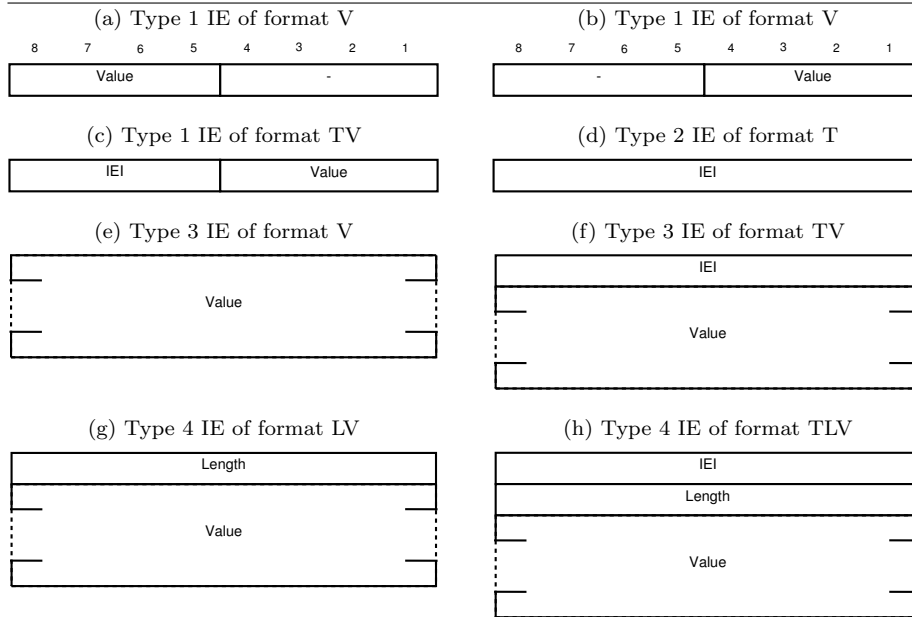 (a) Type 1 IE of format V
8 7 6 5 4 3 2 1
Value -
(b) Type 1 IE of format V
8 7 6 5 4 3 2 1
- Value
(c) Type 1 IE of format TV
IEI Value
(d) Type 2 IE of format T
IEI
(e) Type 3 IE of format V
Value
(f) Type 3 IE of format TV
IEI
Value
(g) Type 4 IE of format LV
Length
Value
(h) Type 4 IE of format TLV
IEI
Length
Value